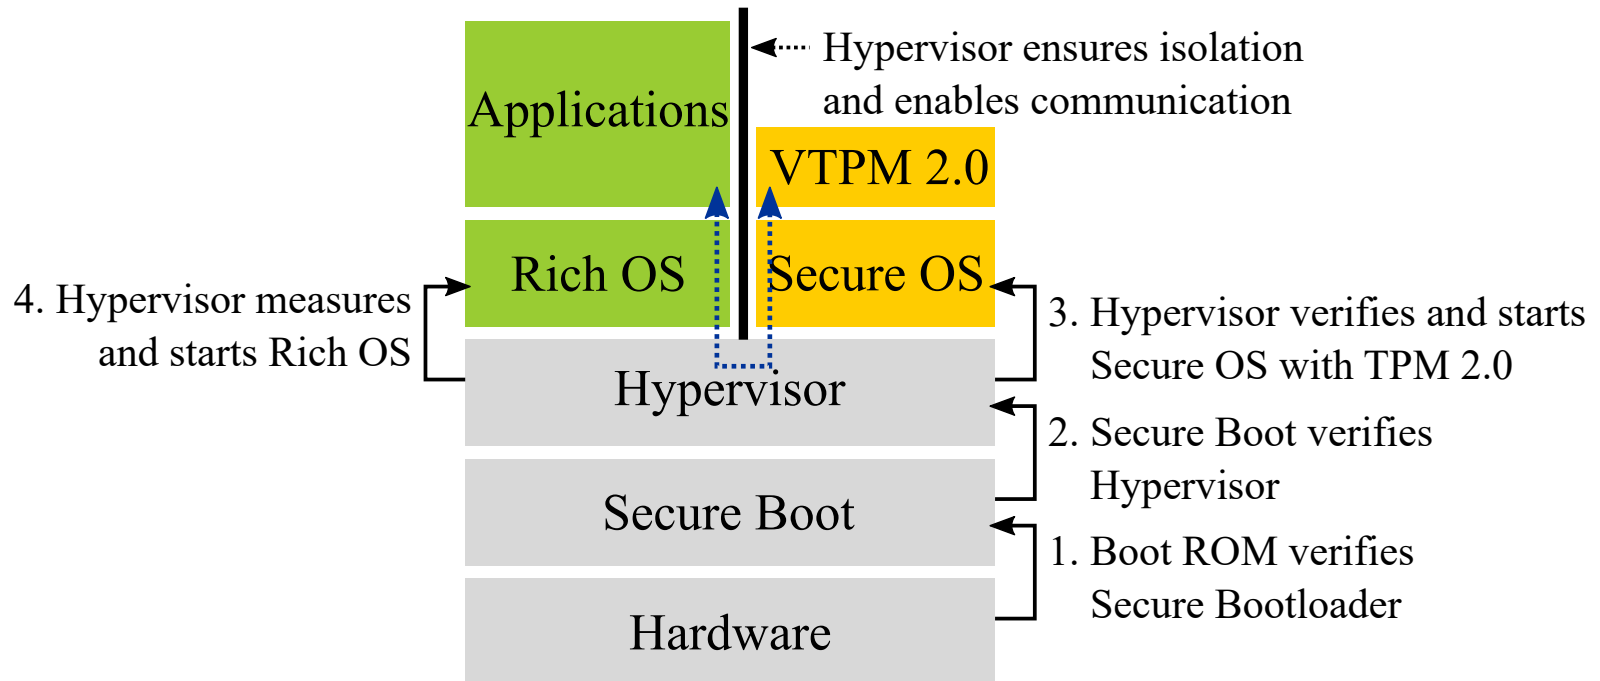 Hypervisor ensures isolation
and enables communication
Applications
VTPM 2.0
Rich OS
Secure OS
4. Hypervisor measures
and starts Rich OS
3. Hypervisor verifies and starts
Secure OS with TPM 2.0
Hypervisor
2. Secure Boot verifies
Hypervisor
Secure Boot
1. Boot ROM verifies
Secure Bootloader
Hardware